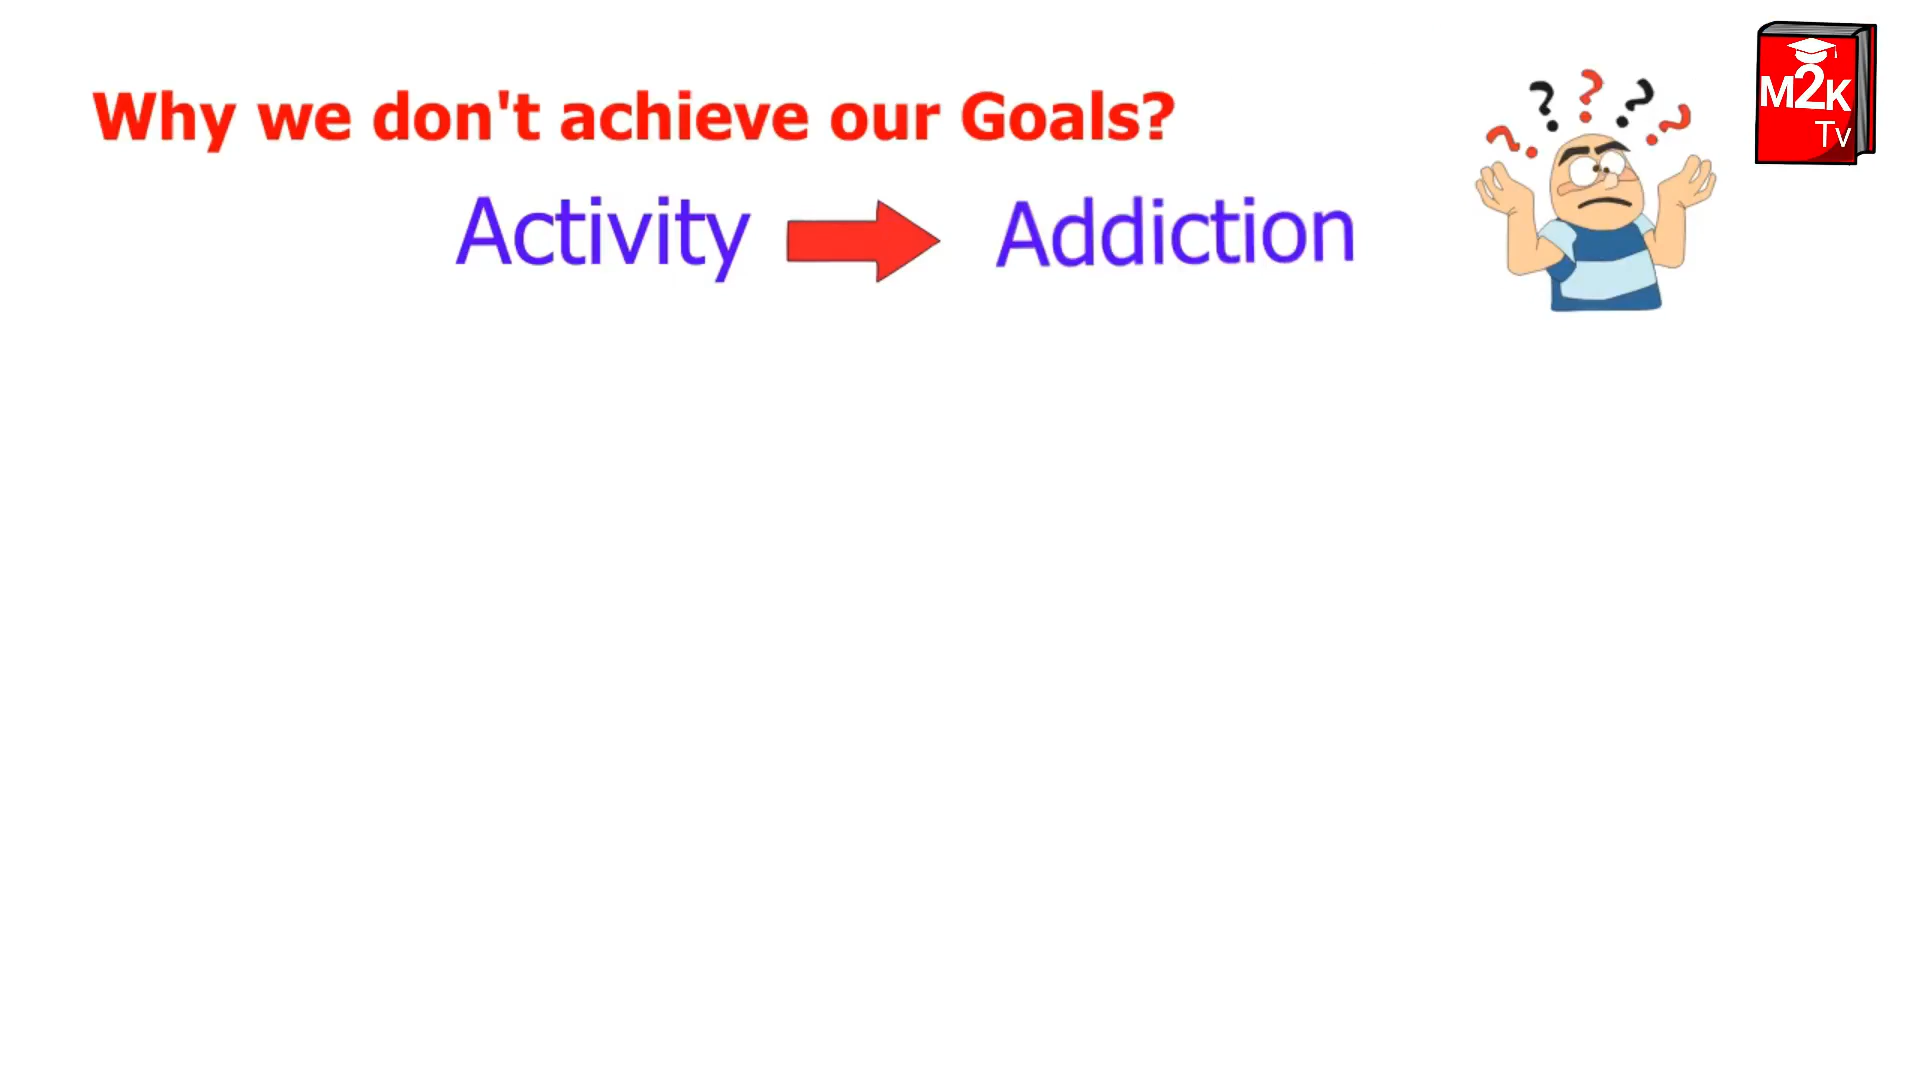 Why we don't achieve our Goals?
Activity Addiction
? ? ? ? ?
M2K
Tv